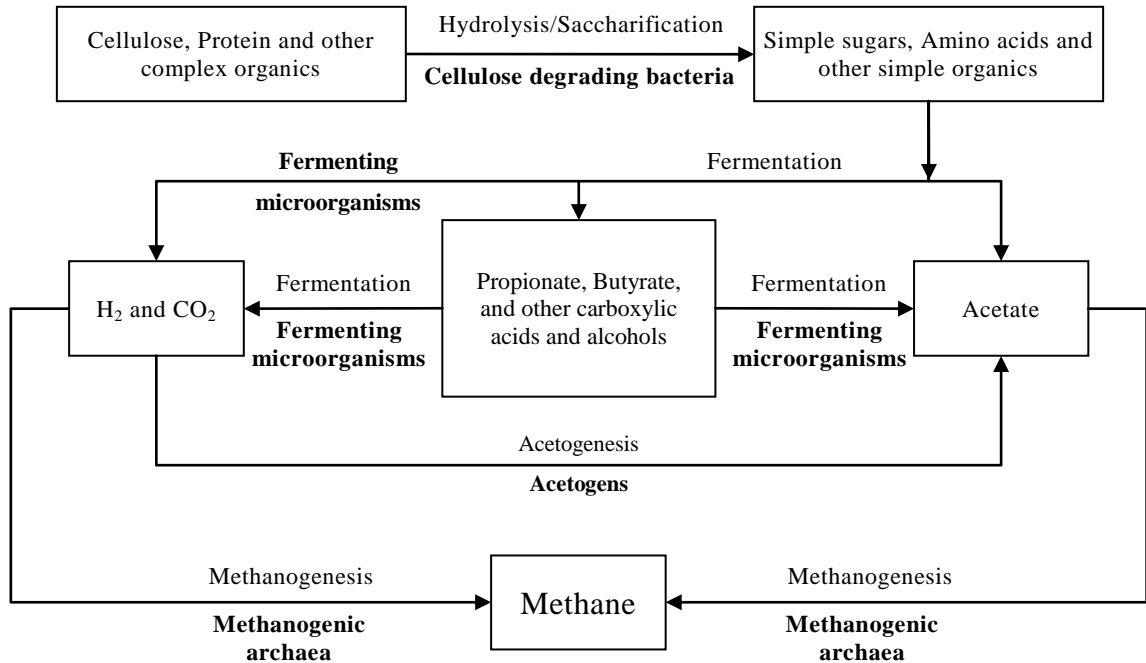 Cellulose, Protein and other
complex organics
Hydrolysis/Saccharification
Cellulose degrading bacteria
Simple sugars, Amino acids and
other simple organics
Fermenting
microorganisms
Fermentation
H₂ and CO₂
Fermentation
Fermenting
microorganisms
Propionate, Butyrate,
and other carboxylic
acids and alcohols
Fermentation
Fermenting
microorganisms
Acetate
Acetogenesis
Acetogens
Methanogenesis
Methanogenic
archaea
Methane
Methanogenesis
Methanogenic
archaea